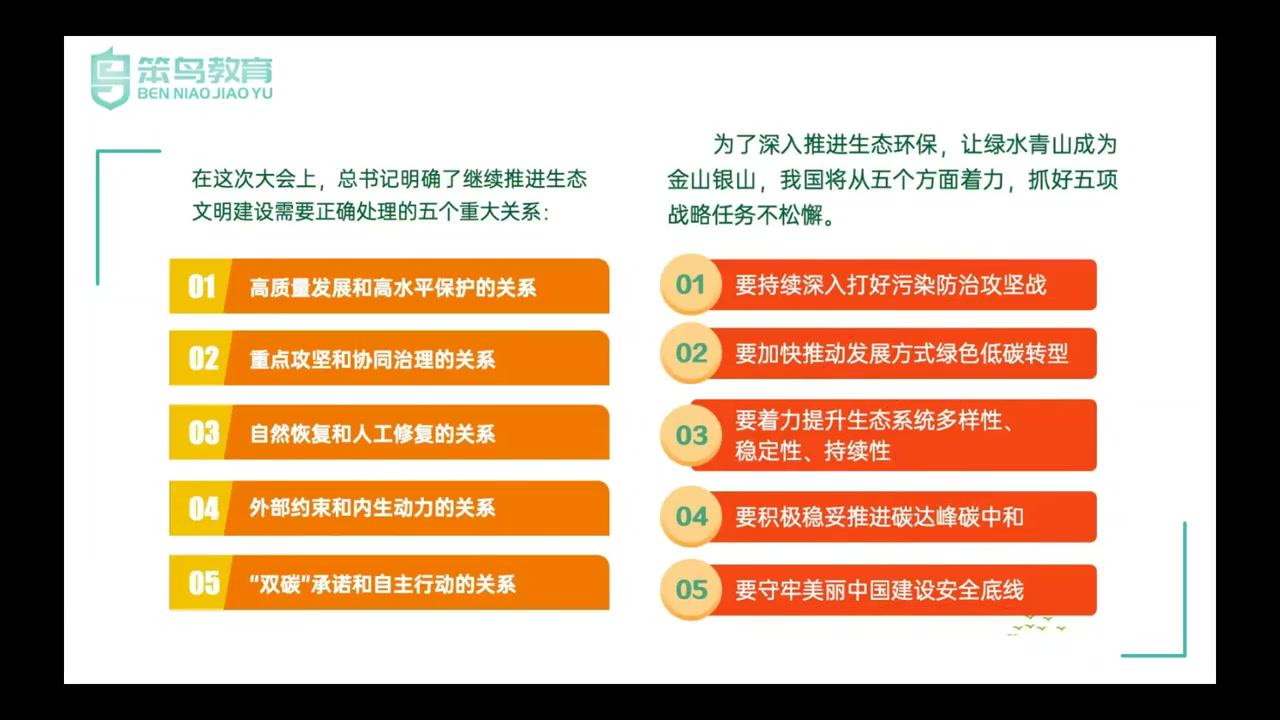 笨鸟教育
BEN NIAO JIAO YU
在这次大会上，总书记明确了继续推进生态
文明建设需要正确处理的五个重大关系：
01 高质量发展和高水平保护的关系
02 重点攻坚和协同治理的关系
03 自然恢复和人工修复的关系
04 外部约束和内生动力的关系
05 “双碳”承诺和自主行动的关系
为了深入推进生态环保，让绿水青山成为
金山银山，我国将从五个方面着力，抓好五项
战略任务不松懈。
01 要持续深入打好污染防治攻坚战
02 要加快推动发展方式绿色低碳转型
03 要着力提升生态系统多样性、
稳定性、持续性
04 要积极稳妥推进碳达峰碳中和
05 要守牢美丽中国建设安全底线